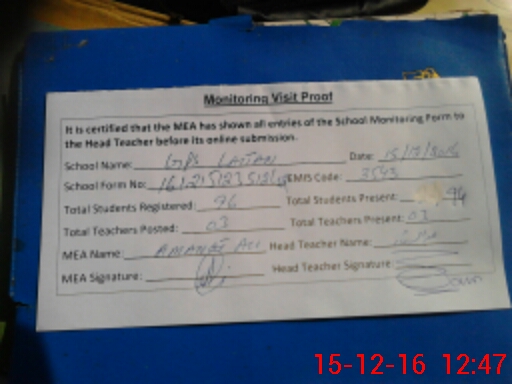 Monitoring Visit Proof
It is certified that the MEA has shown all entries of the School Monitoring Form to
the Head Teacher before its online submission.
School Name: GPS Date: 15/12/2016
School Form No: EMIS Code:
Total Students Registered: 96 Total Students Present: 94
Total Teachers Posted: 03 Total Teachers Present: 03
MEA Name: Ali Head Teacher Name:
MEA Signature: Head Teacher Signature:
15-12-16 12:47